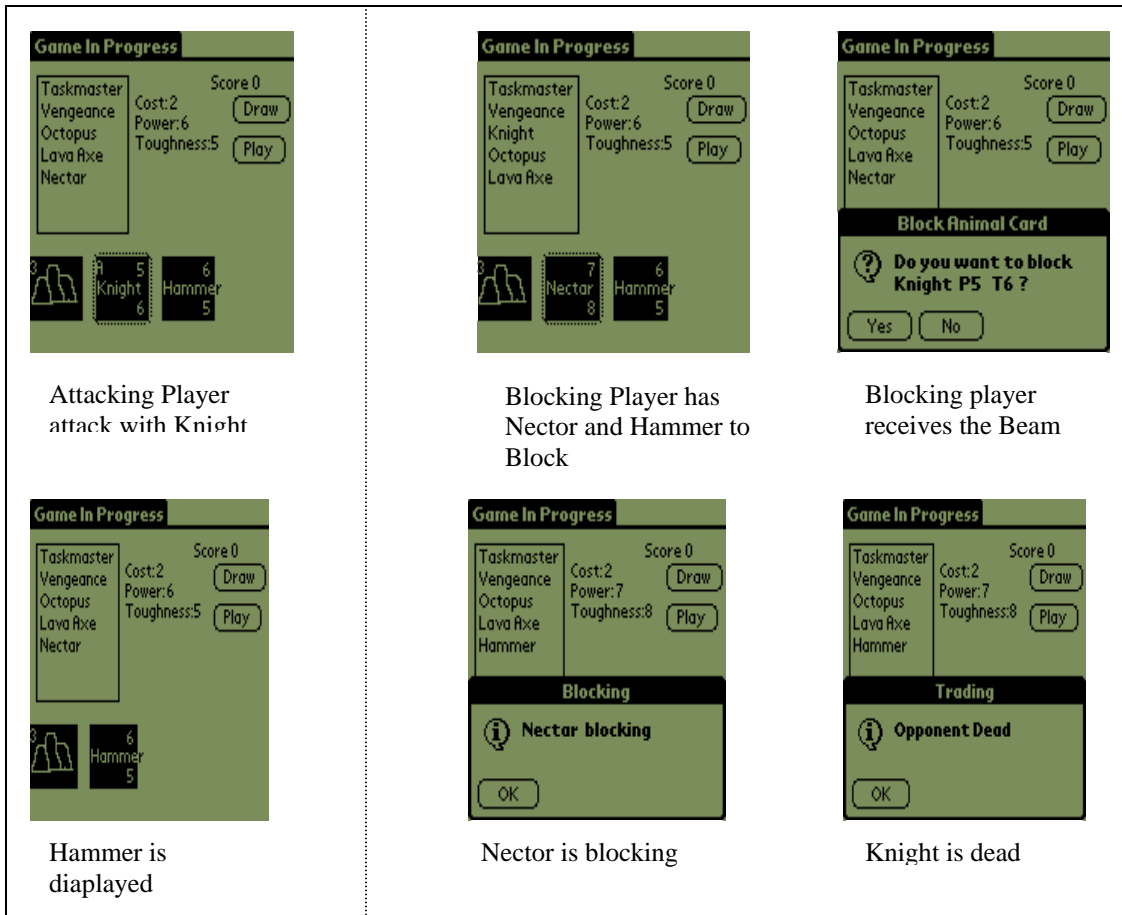 Game In Progress
Taskmaster
Vengeance
Octopus
Lava Axe
Nectar
Score 0
Cost:2
Power:6
Toughness:5
Draw
Play
3
A 5
Knight
6
6
Hammer
5
Attacking Player
attack with Knight
Game In Progress
Taskmaster
Vengeance
Knight
Octopus
Lava Axe
Score 0
Cost:2
Power:6
Toughness:5
Draw
Play
3
7
Nectar
8
6
Hammer
5
Blocking Player has
Nector and Hammer to
Block
Game In Progress
Taskmaster
Vengeance
Octopus
Lava Axe
Nectar
Score 0
Cost:2
Power:6
Toughness:5
Draw
Play
Block Animal Card
Do you want to block
Knight P5 T6 ?
Yes
No
Blocking player
receives the Beam
Game In Progress
Taskmaster
Vengeance
Octopus
Lava Axe
Nectar
Score 0
Cost:2
Power:6
Toughness:5
Draw
Play
3
6
Hammer
5
Hammer is
diaplayed
Game In Progress
Taskmaster
Vengeance
Octopus
Lava Axe
Hammer
Score 0
Cost:2
Power:7
Toughness:8
Draw
Play
Blocking
Nectar blocking
OK
Nector is blocking
Game In Progress
Taskmaster
Vengeance
Octopus
Lava Axe
Hammer
Score 0
Cost:2
Power:7
Toughness:8
Draw
Play
Trading
Opponent Dead
OK
Knight is dead